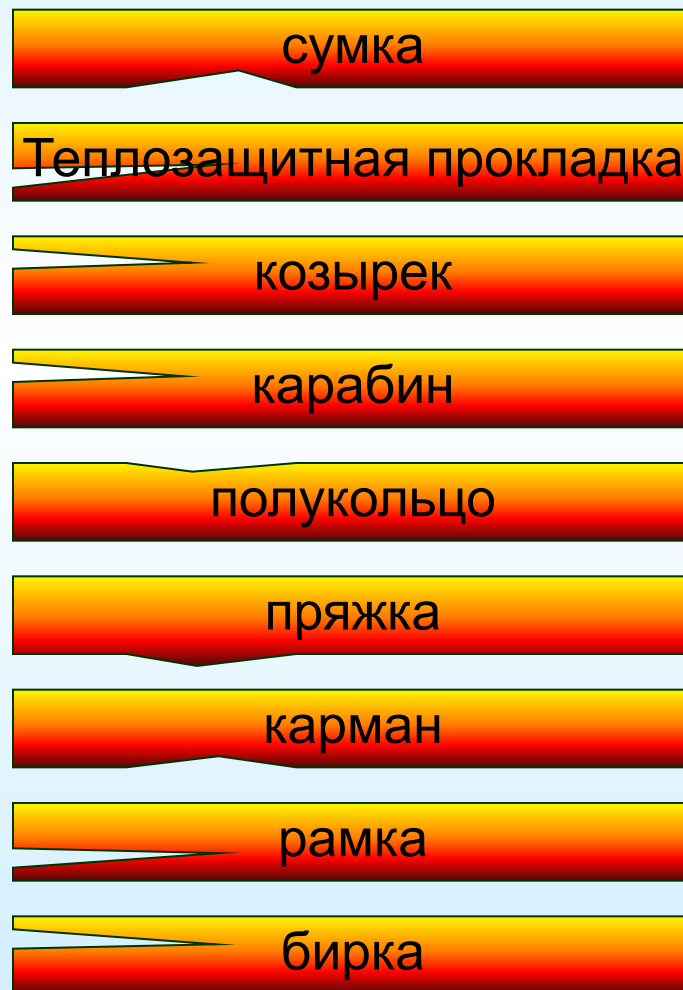 сумка
Теплозащитная прокладка
козырек
карабин
полукольцо
пряжка
карман
рамка
бирка